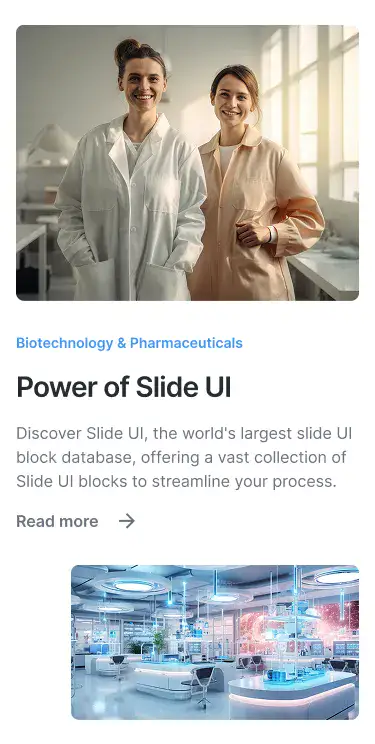 Biotechnology & Pharmaceuticals
Power of Slide UI
Discover Slide UI, the world's largest slide UI
block database, offering a vast collection of
Slide UI blocks to streamline your process.
Read more